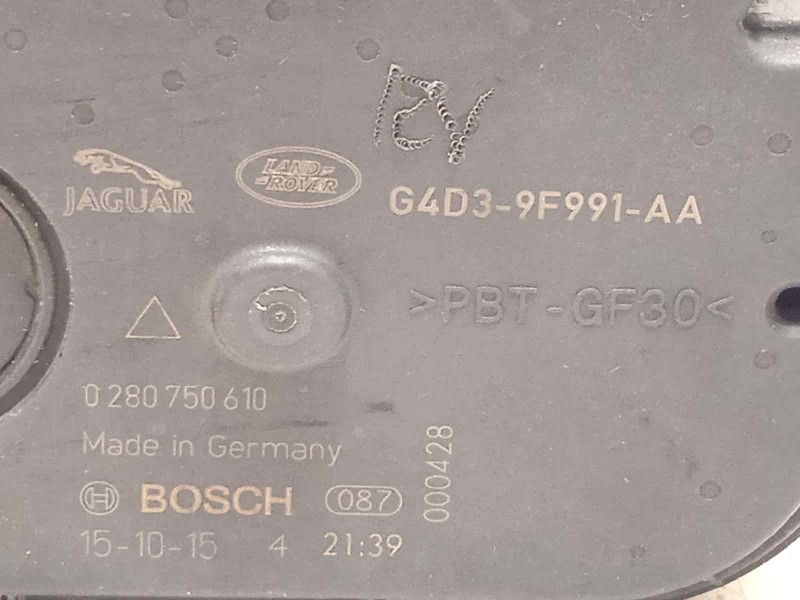 JAGUAR
LAND-
-ROVER
G4D3-9F991-AA
>PBT-GF30<
0 280 750 610
Made in Germany
BOSCH 087
000428
15-10-15 4 21:39